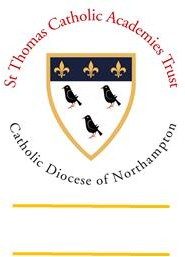 St Thomas Catholic Academies Trust
Catholic Diocese of Northampton